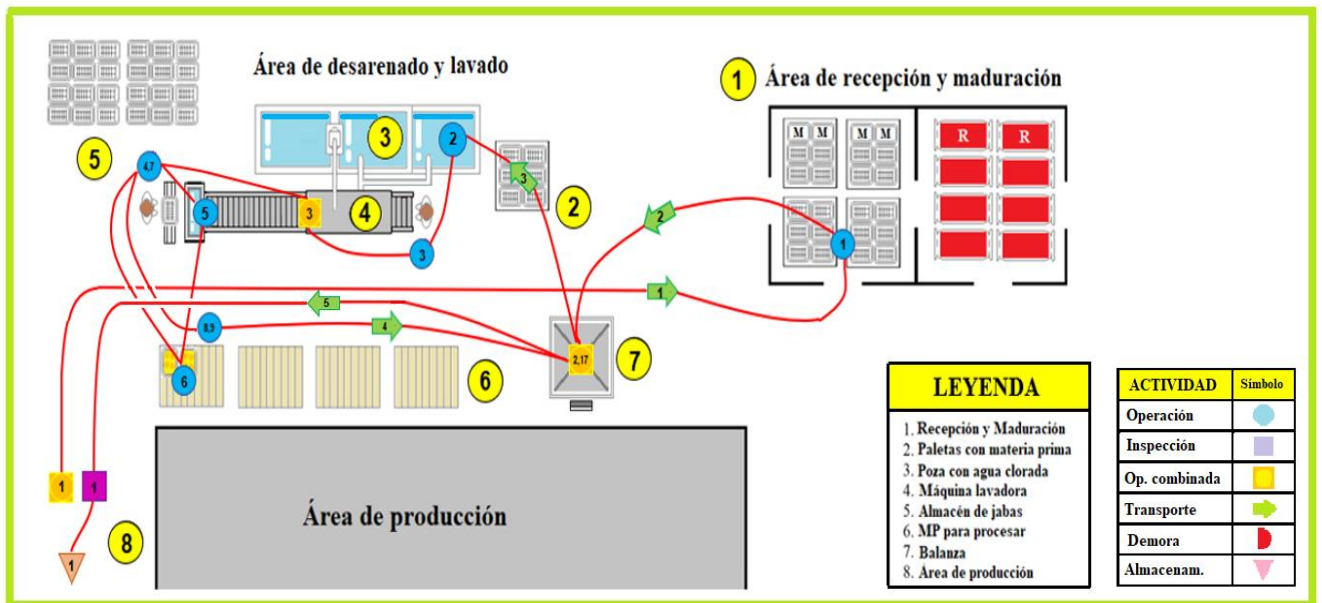 Área de desarenado y lavado
1 Área de recepción y maduración
M M M M
R R
3
2
5
4,7
3
2
5
3
4
2
1
3
1
5
8,9
4
2,17
7
6
6
1
1
8
1
Área de producción
LEYENDA
1. Recepción y Maduración
2. Paletas con materia prima
3. Poza con agua clorada
4. Máquina lavadora
5. Almacén de jabas
6. MP para procesar
7. Balanza
8. Área de producción
ACTIVIDAD Símbolo
Operación
Inspección
Op. combinada
Transporte
Demora
Almacenam.